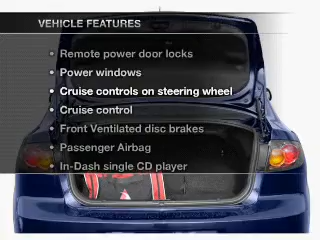 VEHICLE FEATURES
• Remote power door locks
• Power windows
• Cruise controls on steering wheel
• Cruise control
• Front Ventilated disc brakes
• Passenger Airbag
• In-Dash single CD player